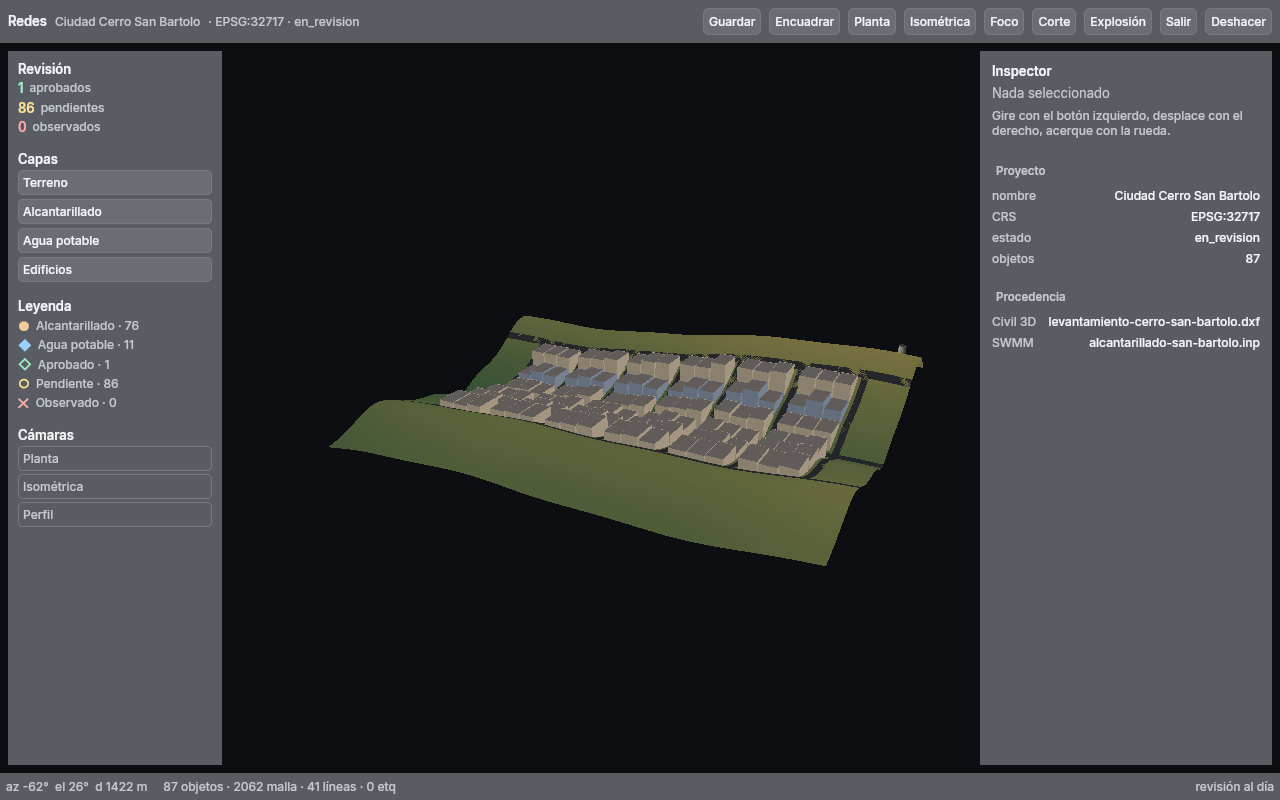 Redes Ciudad Cerro San Bartolo · EPSG:32717 · en_revision
Guardar Encuadrar Planta Isométrica Foco Corte Explosión Salir Deshacer
Revisión
1 aprobados
86 pendientes
0 observados
Capas
Terreno
Alcantarillado
Agua potable
Edificios
Leyenda
Alcantarillado · 76
Agua potable · 11
Aprobado · 1
Pendiente · 86
Observado · 0
Cámaras
Planta
Isométrica
Perfil
Inspector
Nada seleccionado
Gire con el botón izquierdo, desplace con el
derecho, acerque con la rueda.
Proyecto
nombre Ciudad Cerro San Bartolo
CRS EPSG:32717
estado en_revision
objetos 87
Procedencia
Civil 3D levantamiento-cerro-san-bartolo.dxf
SWMM alcantarillado-san-bartolo.inp
az -62° el 26° d 1422 m 87 objetos · 2062 malla · 41 líneas · 0 etq
revisión al día